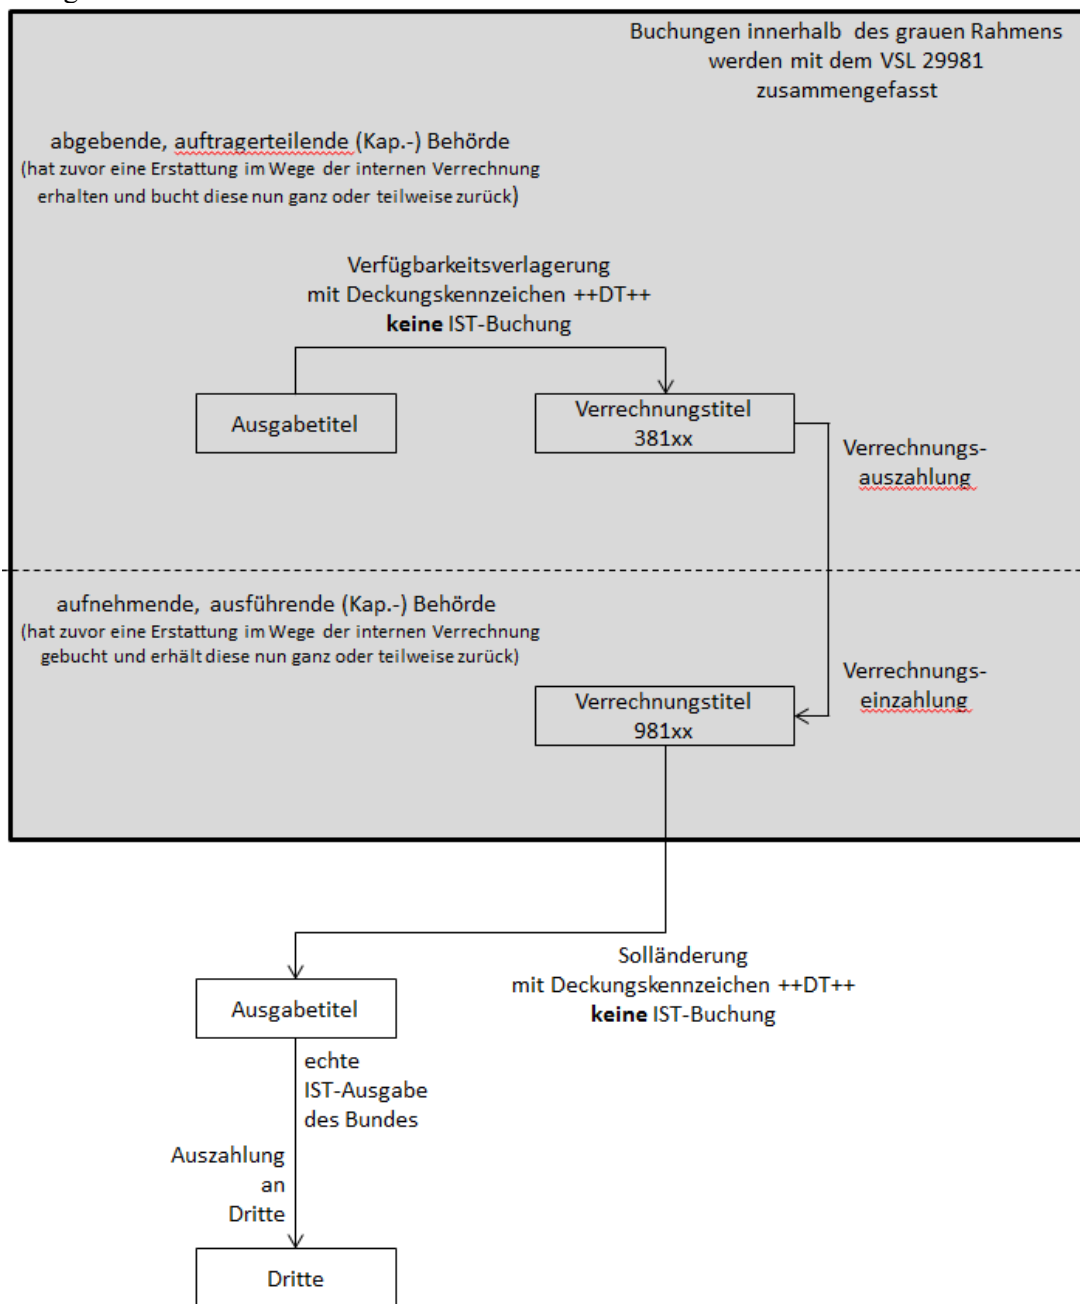 Buchungen innerhalb des grauen Rahmens
werden mit dem VSL 29981
zusammengefasst
abgebende, auftragerteilende (Kap.-) Behörde
(hat zuvor eine Erstattung im Wege der internen Verrechnung
erhalten und bucht diese nun ganz oder teilweise zurück)
Verfügbarkeitsverlagerung
mit Deckungskennzeichen ++DT++
keine IST-Buchung
Ausgabetitel
Verrechnungstitel
381xx
Verrechnungs-
auszahlung
aufnehmende, ausführende (Kap.-) Behörde
(hat zuvor eine Erstattung im Wege der internen Verrechnung
gebucht und erhält diese nun ganz oder teilweise zurück)
Verrechnungs-
einzahlung
Verrechnungstitel
981xx
Solländerung
mit Deckungskennzeichen ++DT++
keine IST-Buchung
Ausgabetitel
echte
IST-Ausgabe
des Bundes
Auszahlung
an
Dritte
Dritte